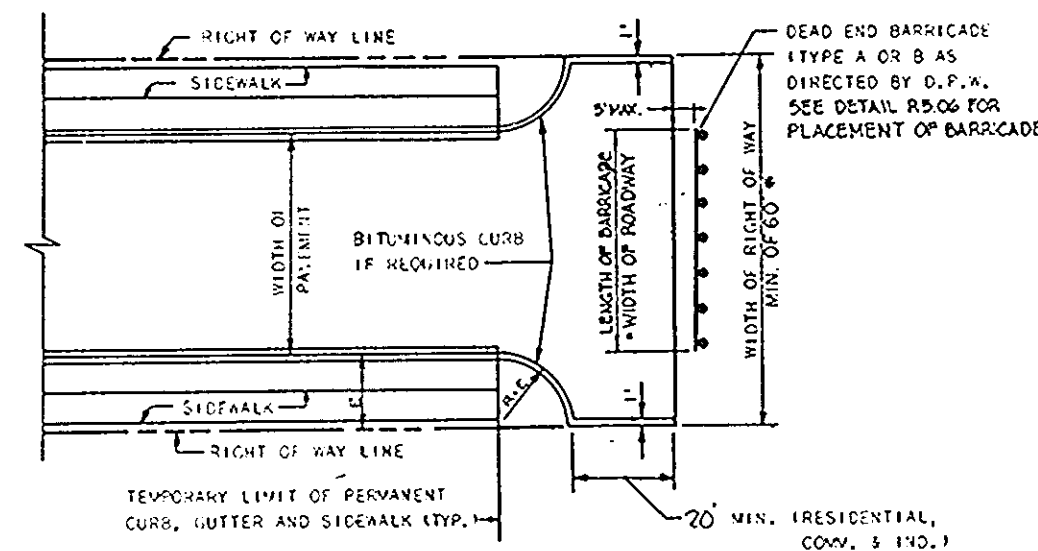 RIGHT OF WAY LINE
SIDEWALK
DEAD END BARRICADE
(TYPE A OR B AS
DIRECTED BY D.P.W.
SEE DETAIL R5.06 FOR
PLACEMENT OF BARRICADE
1'
5' MAX.
WIDTH OF
PAVEMENT
BITUMINOUS CURB
IF REQUIRED
LENGTH OF BARRICADE
= WIDTH OF ROADWAY
WIDTH OF RIGHT OF WAY
MIN. OF 60'
SIDEWALK
1'
RIGHT OF WAY LINE
TEMPORARY LIMIT OF PERMANENT
CURB, GUTTER AND SIDEWALK (TYP.)
20' MIN. (RESIDENTIAL,
COMM. & IND.)